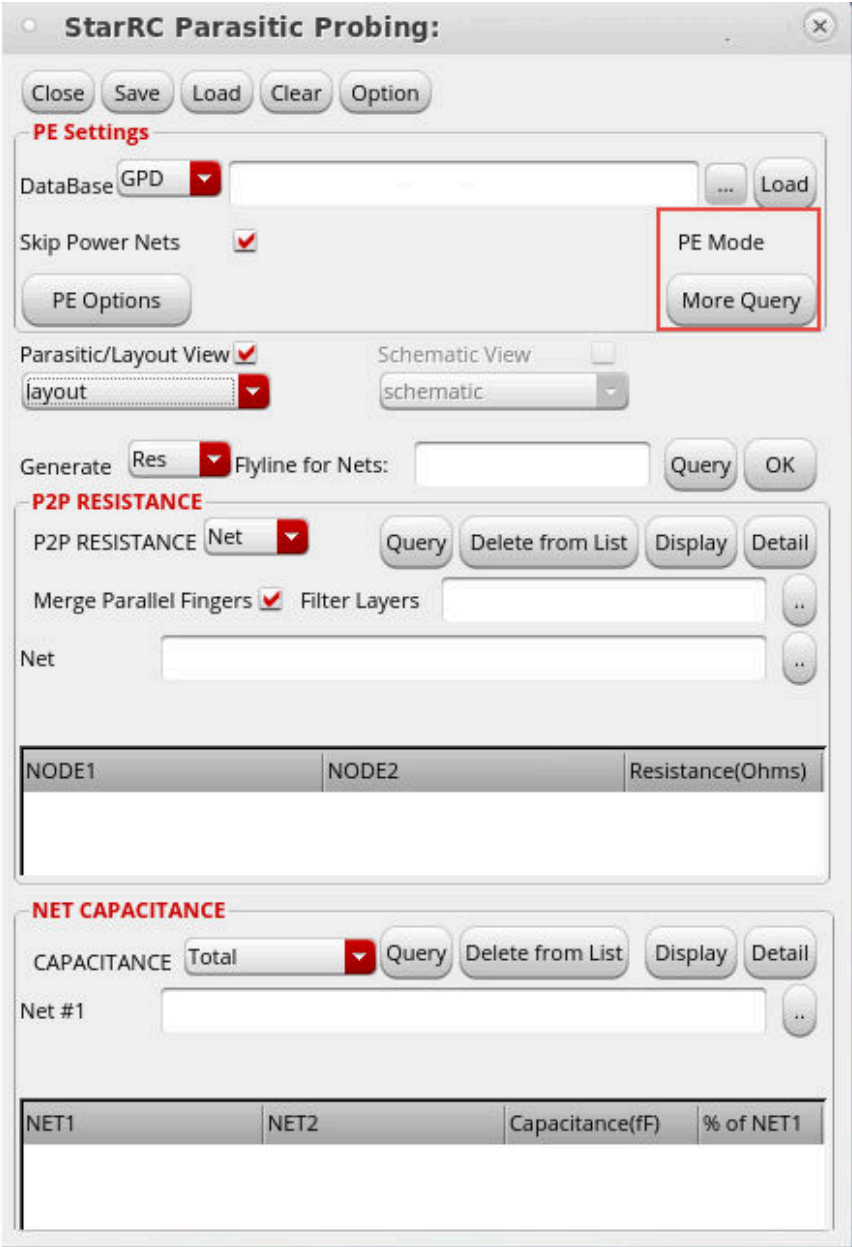 StarRC Parasitic Probing:
Close Save Load Clear Option
PE Settings
DataBase GPD ... Load
Skip Power Nets PE Mode
PE Options More Query
Parasitic/Layout View Schematic View
layout schematic
Generate Res Flyline for Nets: Query OK
P2P RESISTANCE
P2P RESISTANCE Net Query Delete from List Display Detail
Merge Parallel Fingers Filter Layers ..
Net ..
NODE1 NODE2 Resistance(Ohms)
NET CAPACITANCE
CAPACITANCE Total Query Delete from List Display Detail
Net #1 ..
NET1 NET2 Capacitance(fF) % of NET1